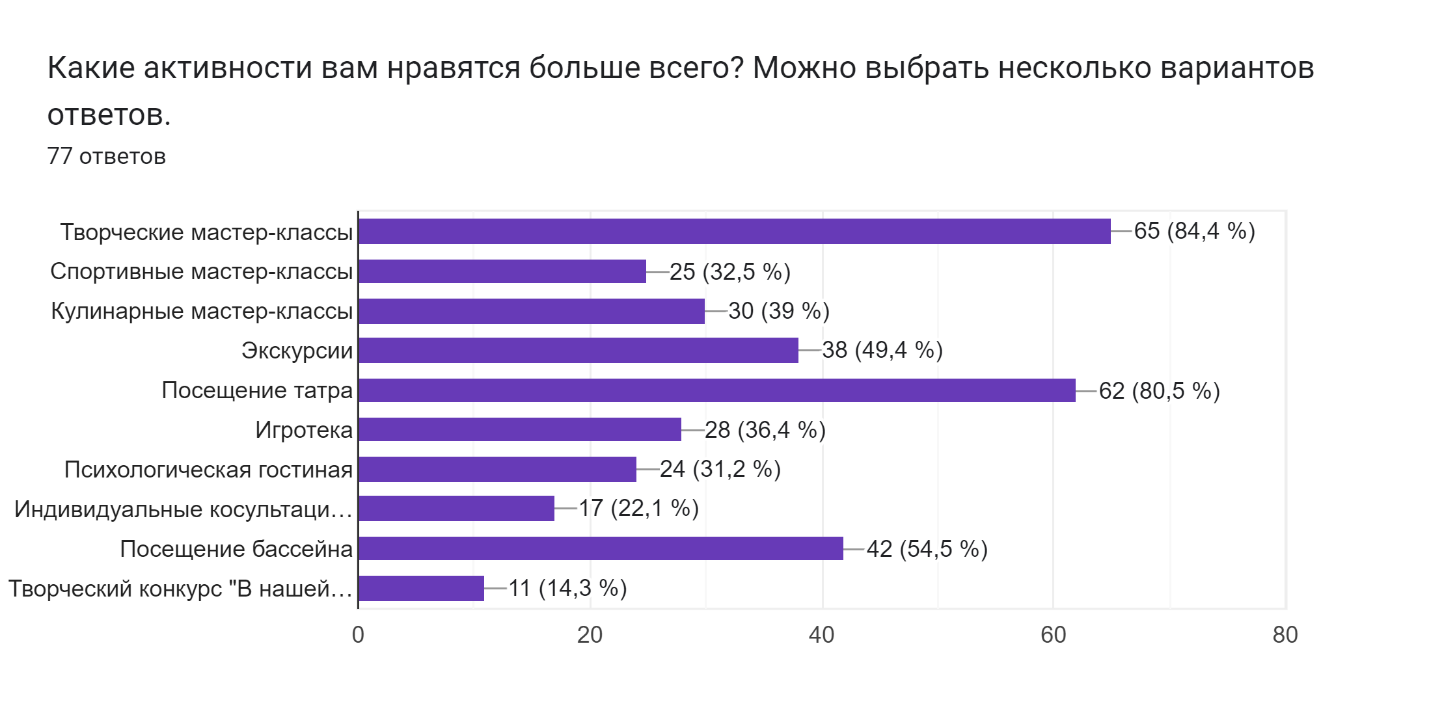 Какие активности вам нравятся больше всего? Можно выбрать несколько вариантов
ответов.
77 ответов
Творческие мастер-классы 65 (84,4 %)
Спортивные мастер-классы 25 (32,5 %)
Кулинарные мастер-классы 30 (39 %)
Экскурсии 38 (49,4 %)
Посещение татра 62 (80,5 %)
Игротека 28 (36,4 %)
Психологическая гостиная 24 (31,2 %)
Индивидуальные косультаци… 17 (22,1 %)
Посещение бассейна 42 (54,5 %)
Творческий конкурс "В нашей… 11 (14,3 %)
0 20 40 60 80